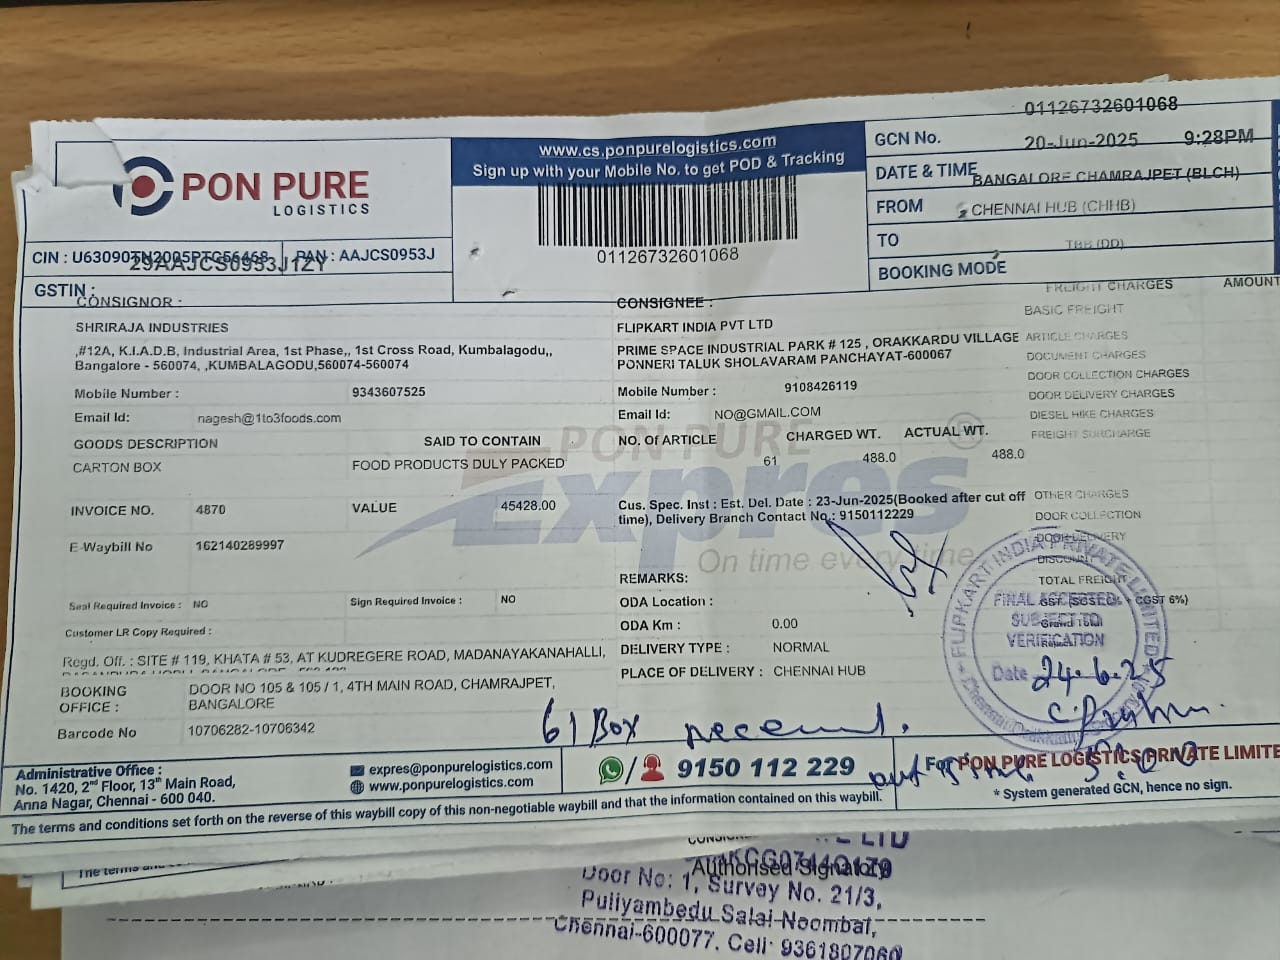 01126732601068
GCN No.
20-Jun-2025 9:28PM
DATE & TIME
BANGALORE CHAMRAJPET (BLCH)
FROM
CHENNAI HUB (CHHB)
TO
TBB (DD)
BOOKING MODE
www.cs.ponpurelogistics.com
Sign up with your Mobile No. to get POD & Tracking
01126732601068
PON PURE
LOGISTICS
CIN : PAN : AAJCS0953J
29AAJCS0953J1ZY
GSTIN :
CONSIGNOR :
SHRIRAJA INDUSTRIES
,#12A, K.I.A.D.B, Industrial Area, 1st Phase,, 1st Cross Road, Kumbalagodu,,
Bangalore - 560074, ,KUMBALAGODU,560074-560074
Mobile Number : 9343607525
Email Id: nagesh@1to3foods.com
GOODS DESCRIPTION SAID TO CONTAIN
CARTON BOX FOOD PRODUCTS DULY PACKED
INVOICE NO. 4870 VALUE 45428.00
E-Waybill No 162140289997
Seal Required Invoice : NO Sign Required Invoice : NO
Customer LR Copy Required :
Regd. Off. : SITE # 119, KHATA # 53, AT KUDREGERE ROAD, MADANAYAKANAHALLI,
BOOKING OFFICE : DOOR NO 105 & 105 / 1, 4TH MAIN ROAD, CHAMRAJPET,
BANGALORE
Barcode No 10706282-10706342
CONSIGNEE :
FLIPKART INDIA PVT LTD
PRIME SPACE INDUSTRIAL PARK # 125 , ORAKKARDU VILLAGE
PONNERI TALUK SHOLAVARAM PANCHAYAT-600067
Mobile Number : 9108426119
Email Id: NO@GMAIL.COM
NO. Of ARTICLE CHARGED WT. ACTUAL WT.
61 488.0 488.0
PON PURE
Expres
On time every time
Cus. Spec. Inst : Est. Del. Date : 23-Jun-2025(Booked after cut off
time), Delivery Branch Contact No.: 9150112229
REMARKS:
ODA Location :
ODA Km : 0.00
DELIVERY TYPE : NORMAL
PLACE OF DELIVERY : CHENNAI HUB
FREIGHT CHARGES AMOUNT
BASIC FREIGHT
ARTICLE CHARGES
DOCUMENT CHARGES
DOOR COLLECTION CHARGES
DOOR DELIVERY CHARGES
DIESEL HIKE CHARGES
FREIGHT SURCHARGE
OTHER CHARGES
DOOR COLLECTION
DOOR DELIVERY
DISCOUNT
TOTAL FREIGHT
CGST 6%)
FLIPKART INDIA PRIVATE LIMITED
FINAL ACCEPTED
SUBJECT TO
VERIFICATION
Date 24.6.25
61 Box
Administrative Office :
No. 1420, 2nd Floor, 13th Main Road,
Anna Nagar, Chennai - 600 040.
expres@ponpurelogistics.com
www.ponpurelogistics.com
9150 112 229
For PON PURE LOGISTICS PRIVATE LIMITE
* System generated GCN, hence no sign.
The terms and conditions set forth on the reverse of this waybill copy of this non-negotiable waybill and that the information contained on this waybill.
Authorised Signatory
Door No: 1, Survey No. 21/3,
Puliyambedu Salai Noombal,
Chennai-600077. Cell: 9361807060